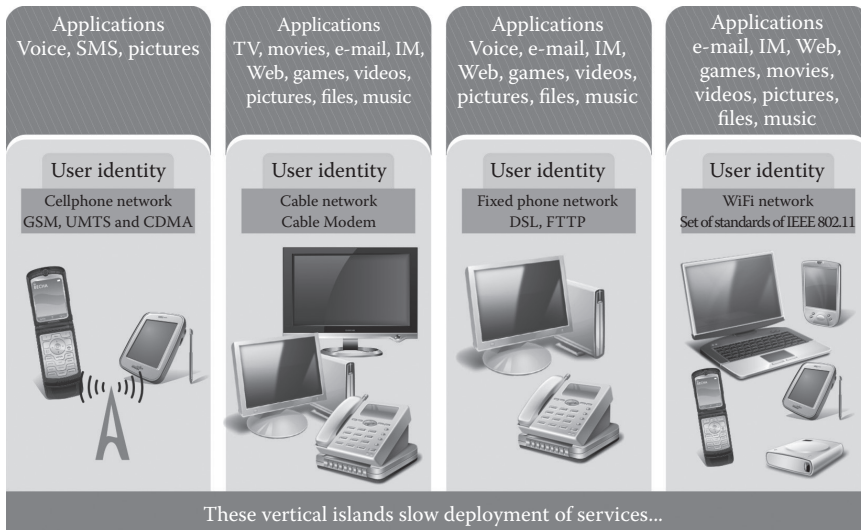 Applications
Voice, SMS, pictures
User identity
Cellphone network
GSM, UMTS and CDMA
Applications
TV, movies, e-mail, IM,
Web, games, videos,
pictures, files, music
User identity
Cable network
Cable Modem
Applications
Voice, e-mail, IM,
Web, games, videos,
pictures, files, music
User identity
Fixed phone network
DSL, FTTP
Applications
e-mail, IM, Web,
games, movies,
videos, pictures,
files, music
User identity
WiFi network
Set of standards of IEEE 802.11
These vertical islands slow deployment of services...